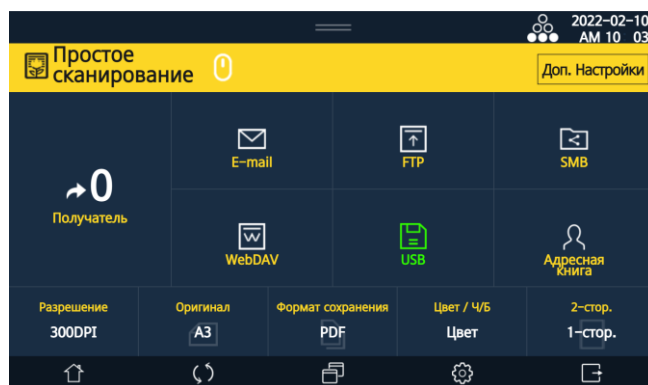 2022-02-10
AM 10 03
Простое
сканирование
Доп. Настройки
0
Получатель
E-mail
FTP
SMB
WebDAV
USB
Адресная
книга
Разрешение
Оригинал
Формат сохранения
Цвет / Ч/Б
2-стор.
300DPI
A3
PDF
Цвет
1-стор.